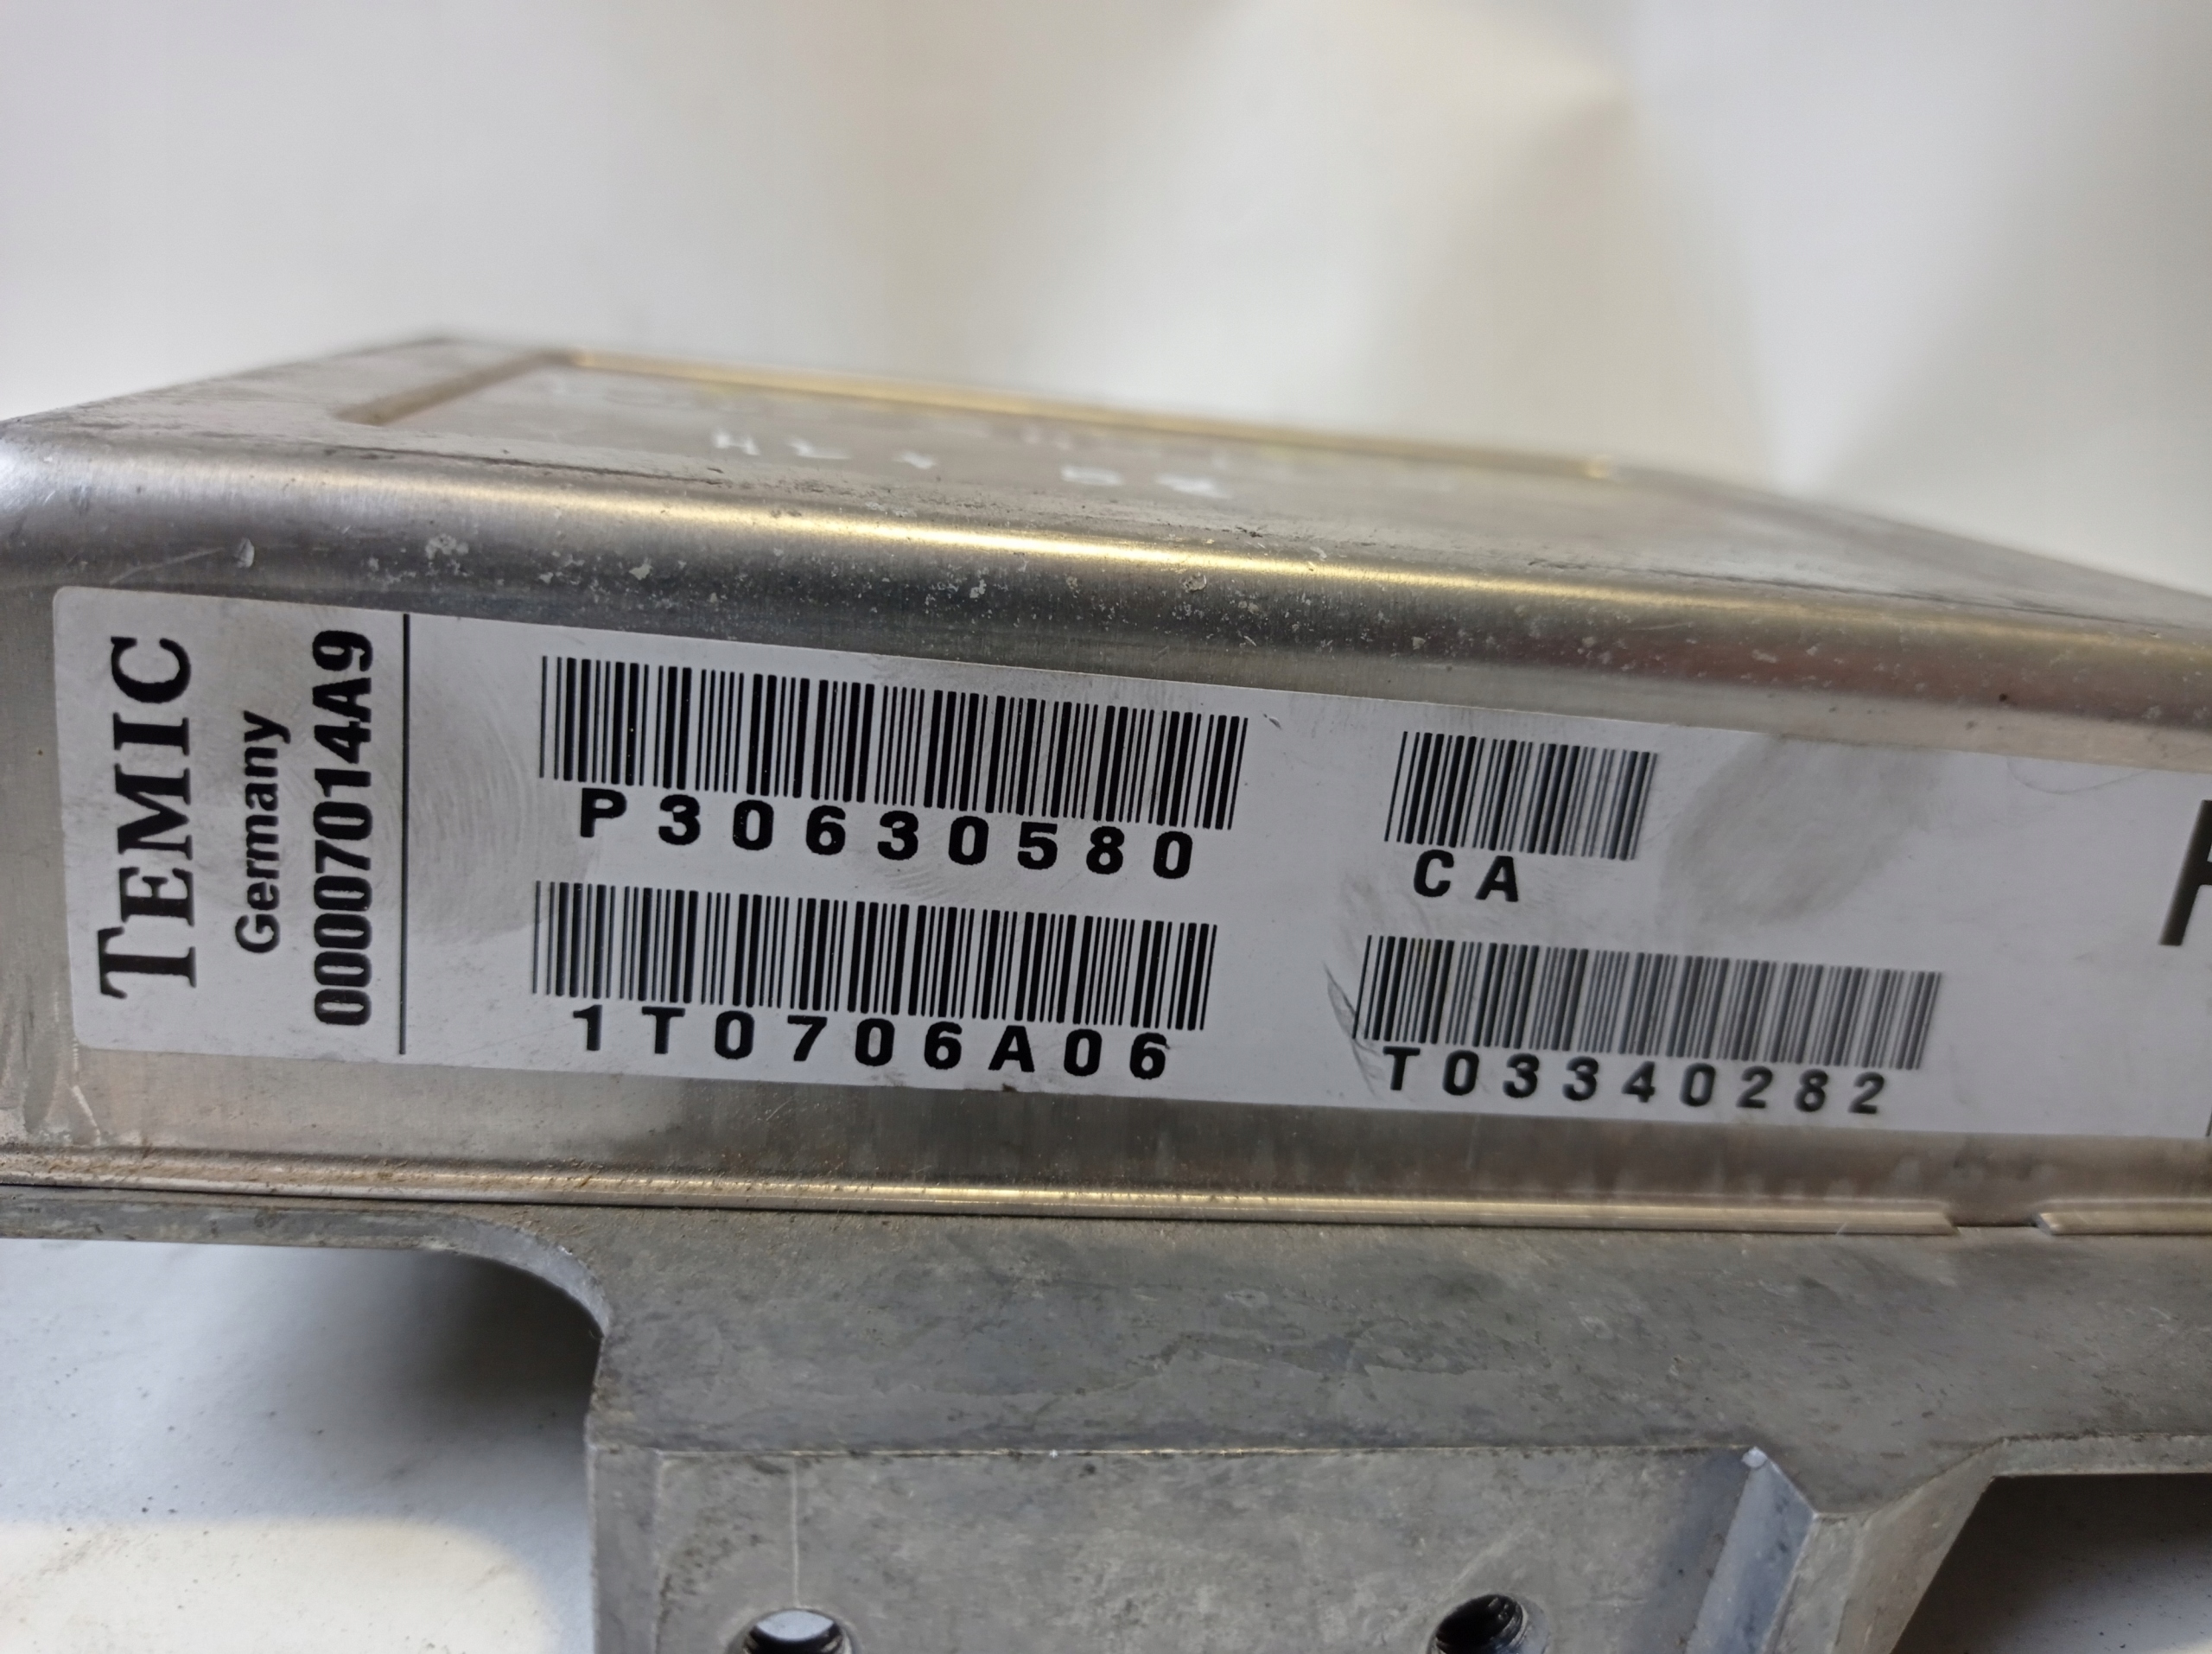 TEMIC
Germany
00007014A9
P30630580
CA
1T0706A06
T03340282